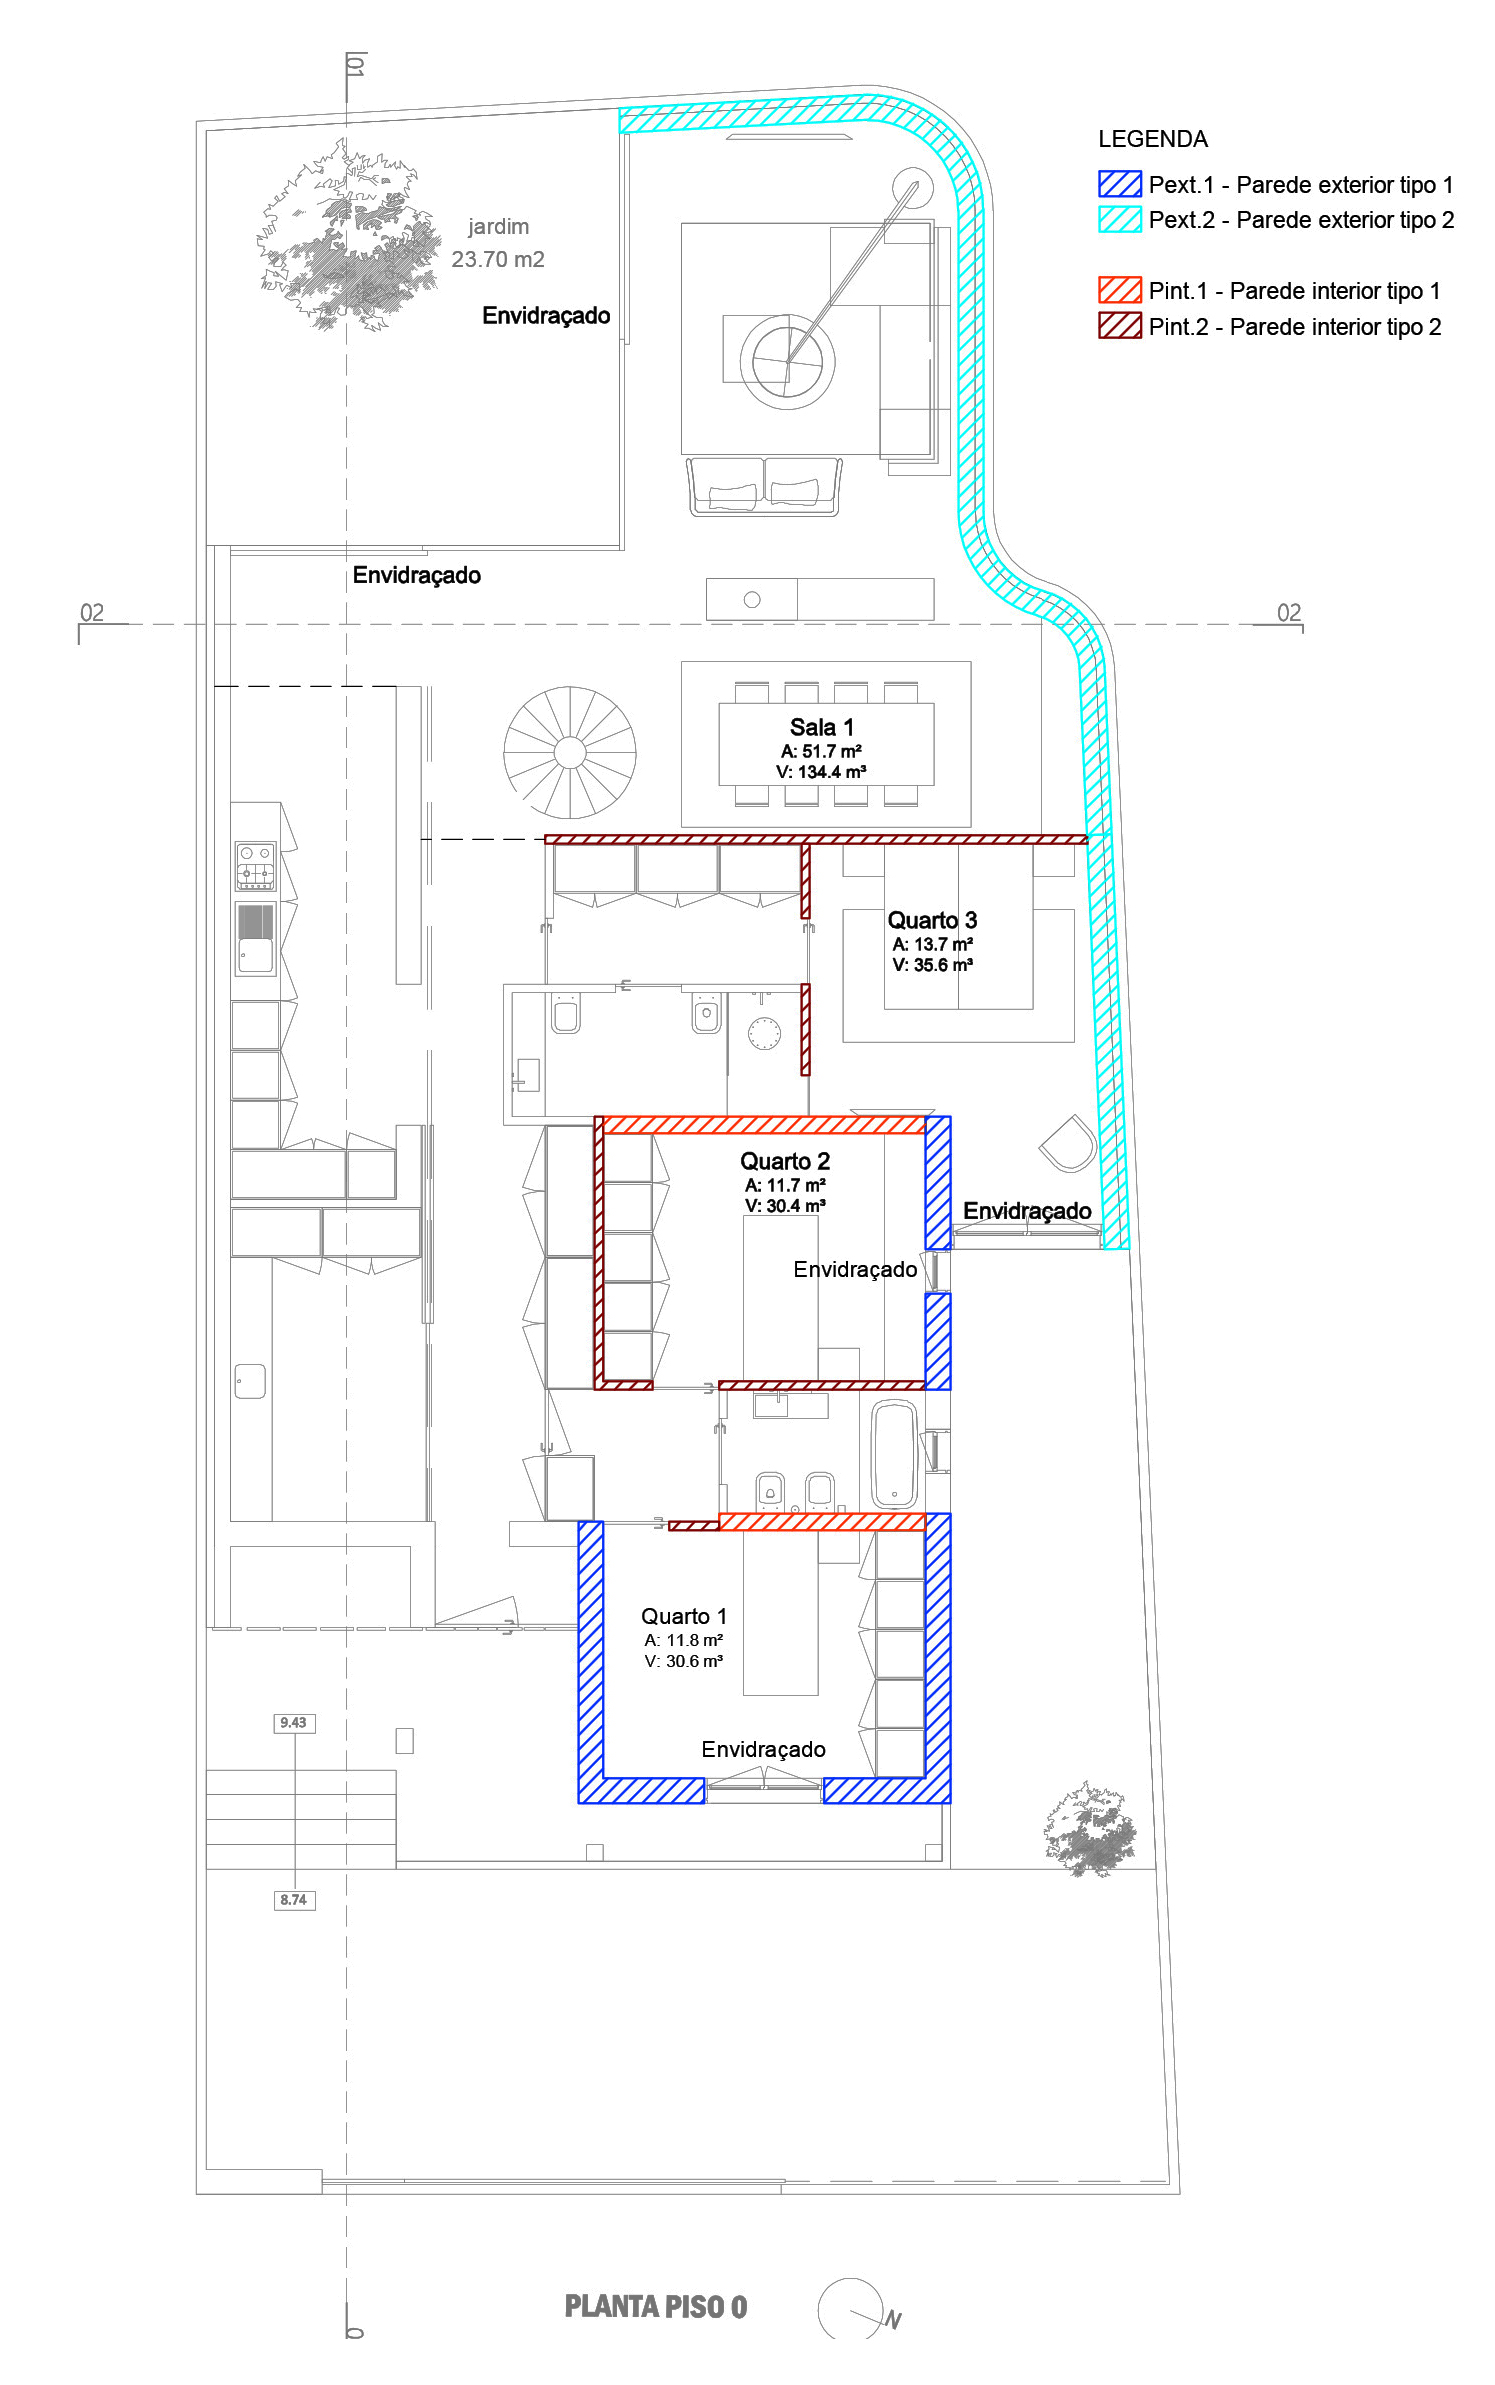 01
LEGENDA
Pext.1 - Parede exterior tipo 1
Pext.2 - Parede exterior tipo 2
Pint.1 - Parede interior tipo 1
Pint.2 - Parede interior tipo 2
jardim
23.70 m2
Envidraçado
Envidraçado
02
02
Sala 1
A: 51.7 m²
V: 134.4 m³
Quarto 3
A: 13.7 m²
V: 35.6 m³
Quarto 2
A: 11.7 m²
V: 30.4 m³
Envidraçado
Envidraçado
Quarto 1
A: 11.8 m²
V: 30.6 m³
Envidraçado
9.43
8.74
PLANTA PISO 0
N
0